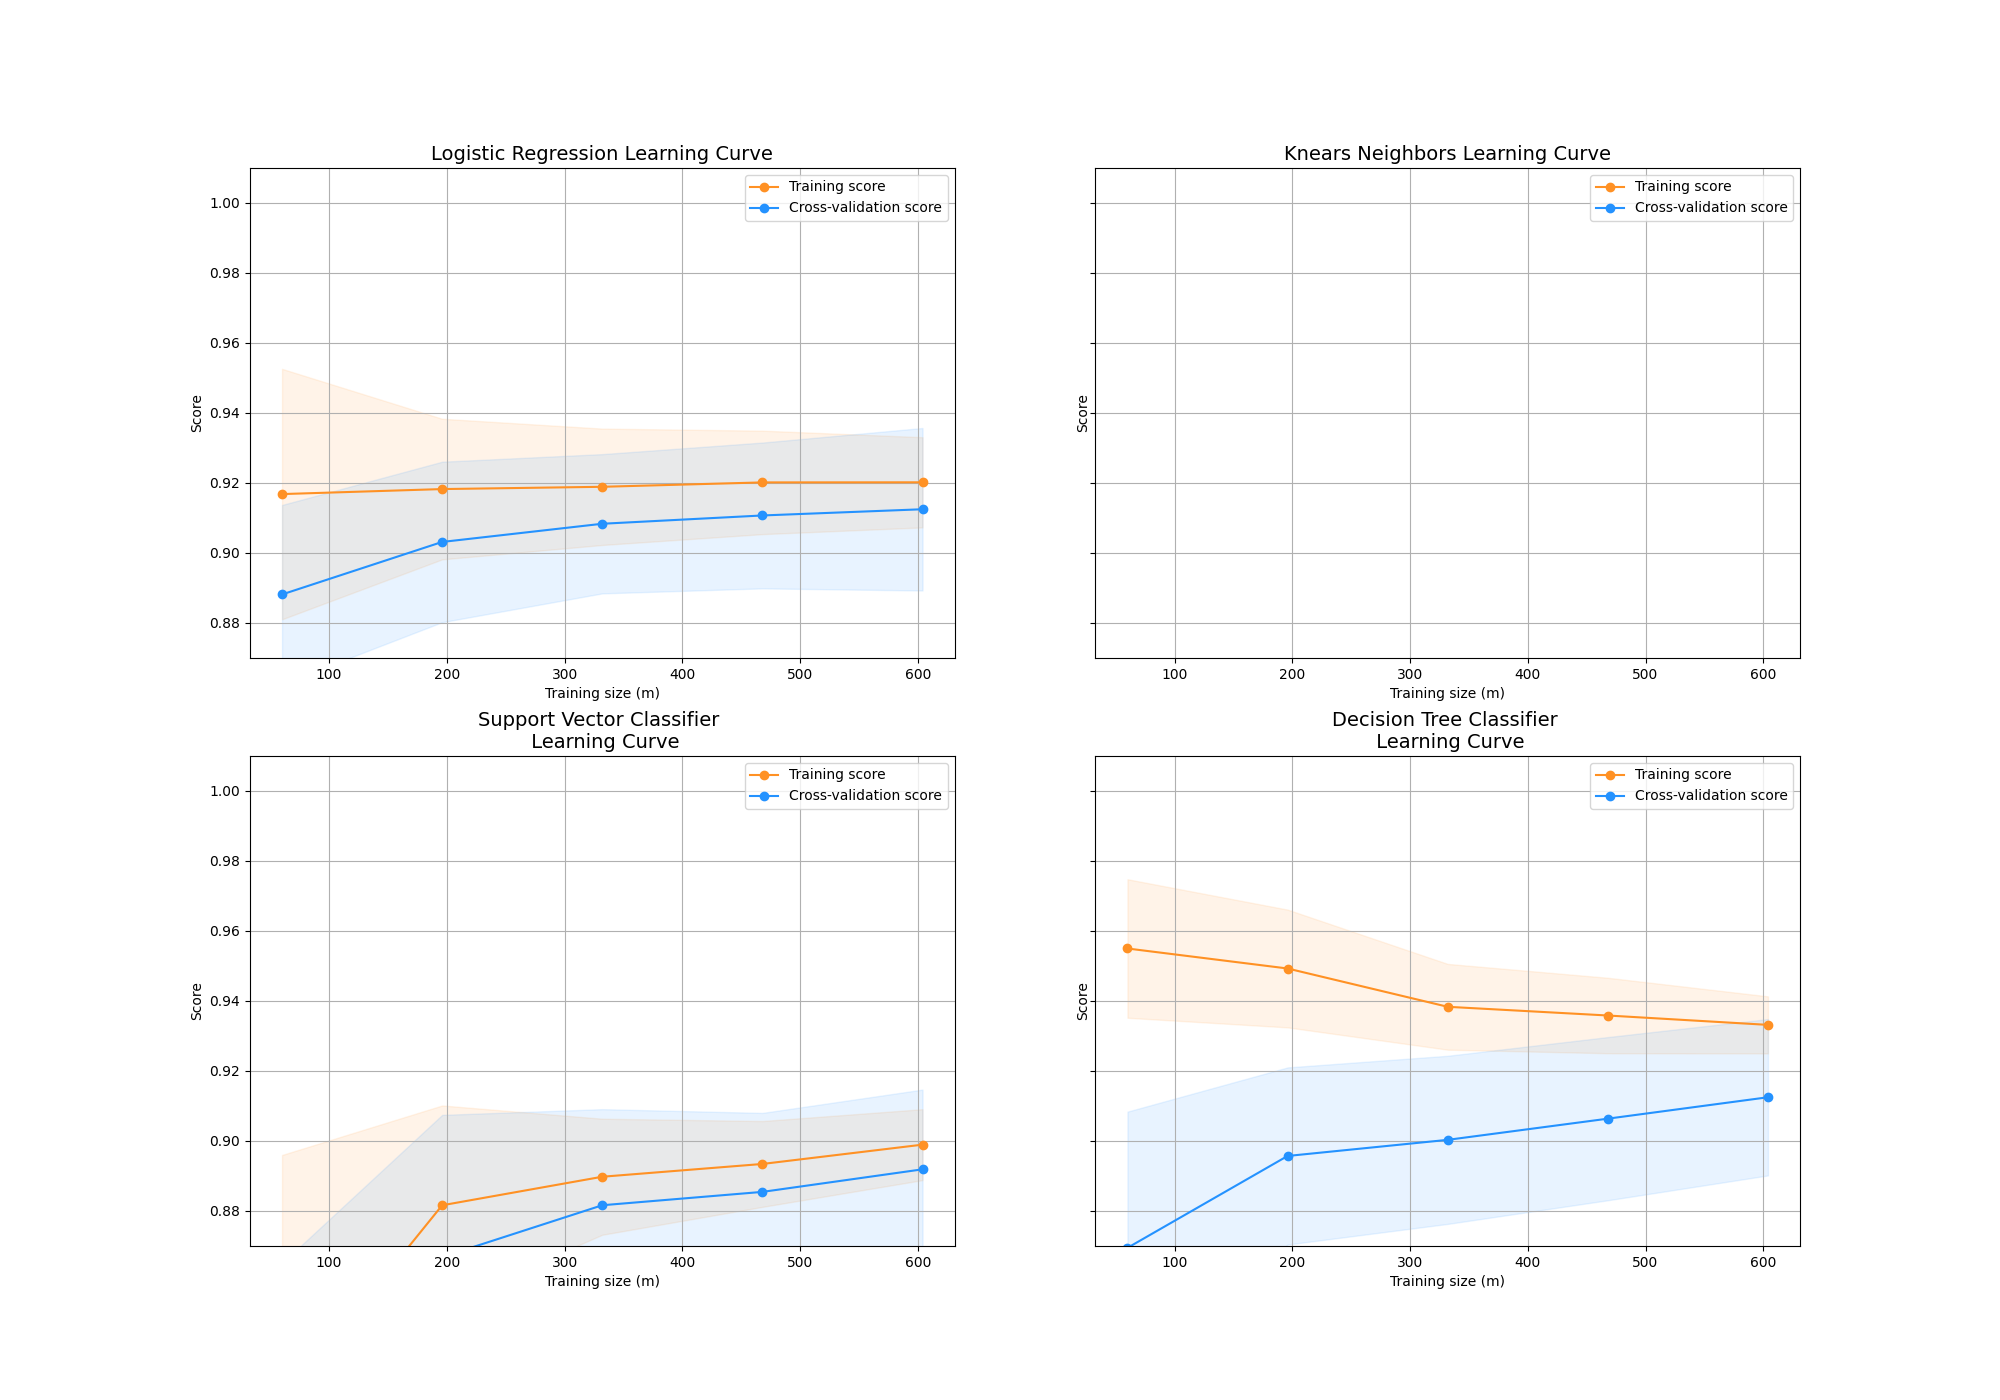 Logistic Regression Learning Curve
Training score
Cross-validation score
1.00
0.98
0.96
0.94
0.92
0.90
0.88
Score
100 200 300 400 500 600
Training size (m)
Knears Neighbors Learning Curve
Training score
Cross-validation score
Score
100 200 300 400 500 600
Training size (m)
Support Vector Classifier
Learning Curve
Training score
Cross-validation score
1.00
0.98
0.96
0.94
0.92
0.90
0.88
Score
100 200 300 400 500 600
Training size (m)
Decision Tree Classifier
Learning Curve
Training score
Cross-validation score
Score
100 200 300 400 500 600
Training size (m)